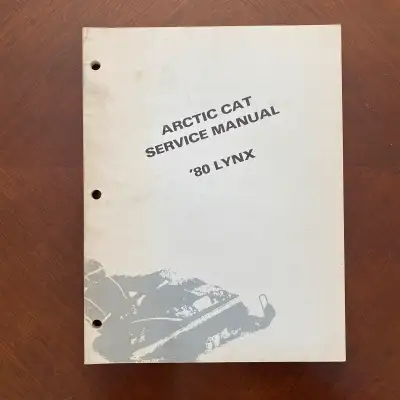 ARCTIC CAT
SERVICE MANUAL
'80 LYNX